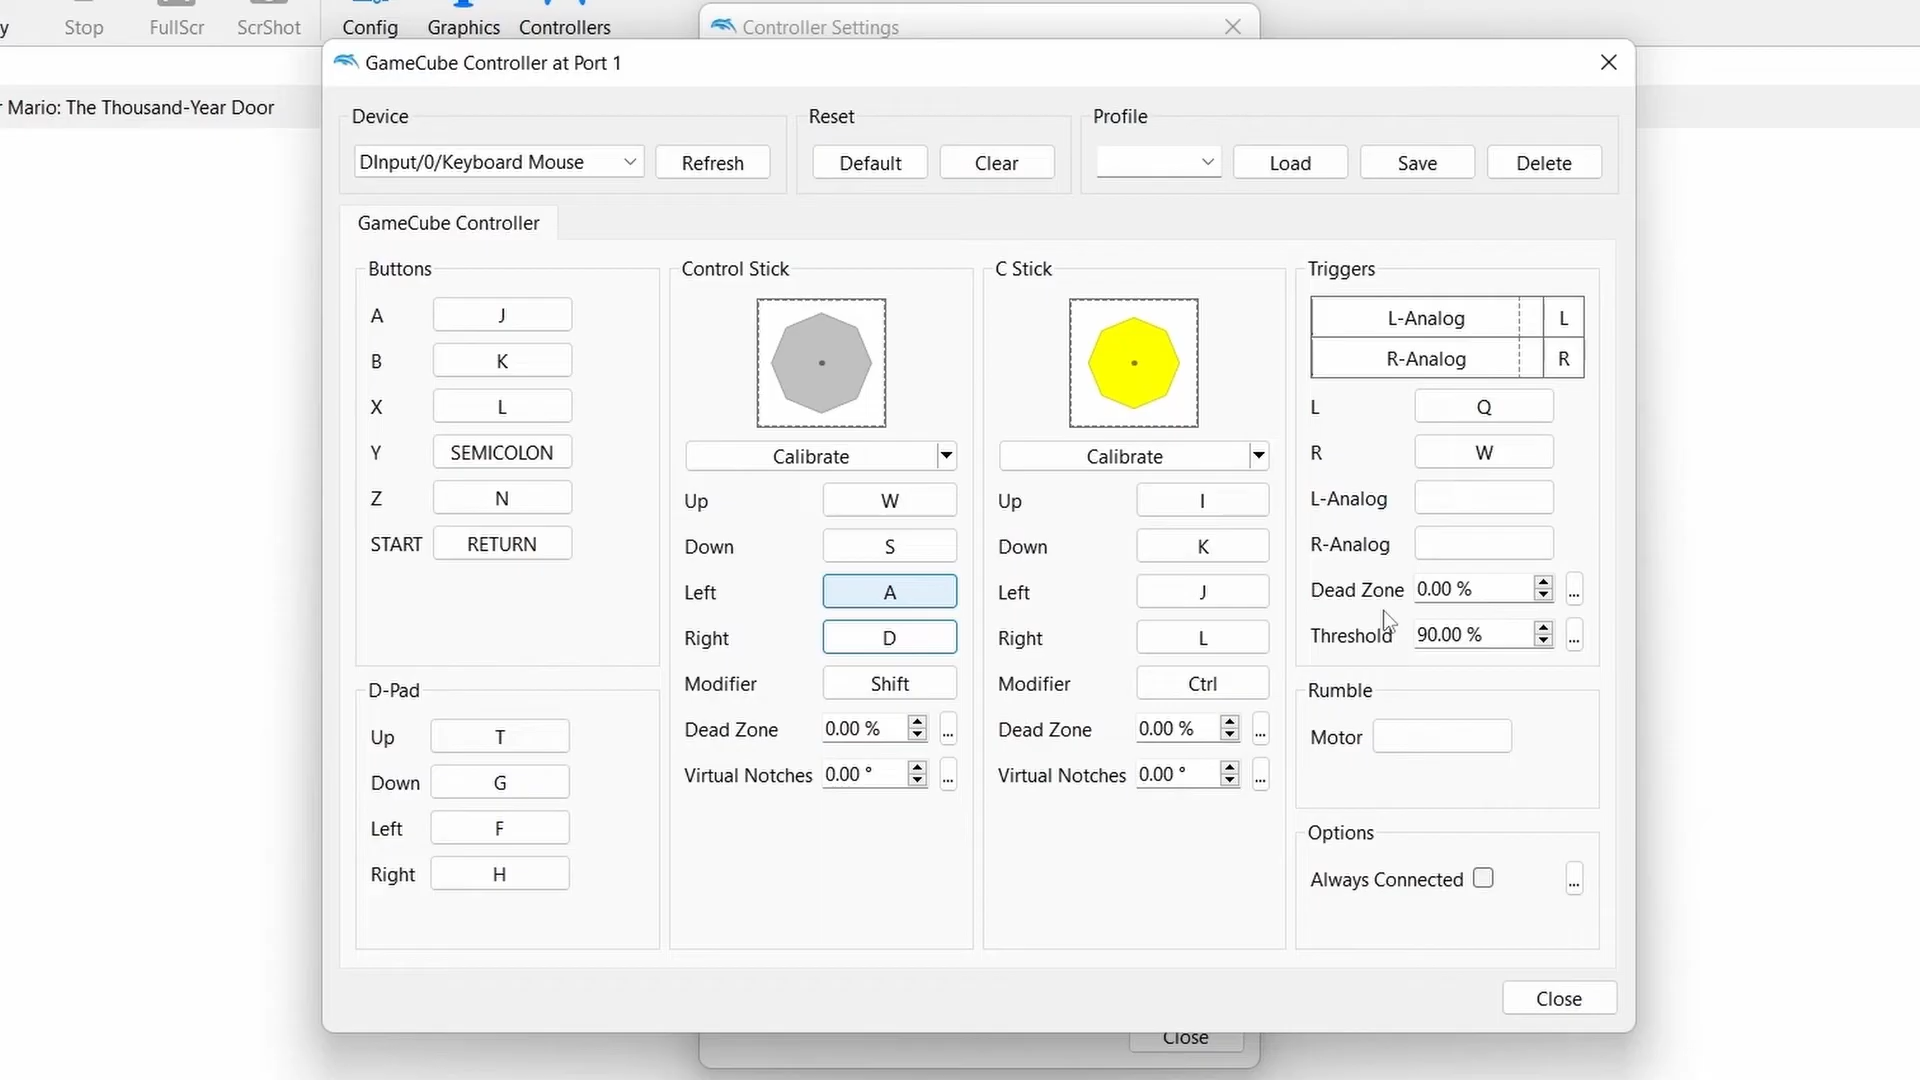 y
Stop
FullScr
ScrShot
Config
Graphics
Controllers
Controller Settings
GameCube Controller at Port 1
r Mario: The Thousand-Year Door
Device
DInput/0/Keyboard Mouse
Refresh
Reset
Default
Clear
Profile
Load
Save
Delete
GameCube Controller
Buttons
A J
B K
X L
Y SEMICOLON
Z N
START RETURN
D-Pad
Up T
Down G
Left F
Right H
Control Stick
Calibrate
Up W
Down S
Left A
Right D
Modifier Shift
Dead Zone 0.00 % ...
Virtual Notches 0.00 ° ...
C Stick
Calibrate
Up I
Down K
Left J
Right L
Modifier Ctrl
Dead Zone 0.00 % ...
Virtual Notches 0.00 ° ...
Triggers
L-Analog L
R-Analog R
L Q
R W
L-Analog
R-Analog
Dead Zone 0.00 % ...
Threshold 90.00 % ...
Rumble
Motor
Options
Always Connected ...
Close
Close